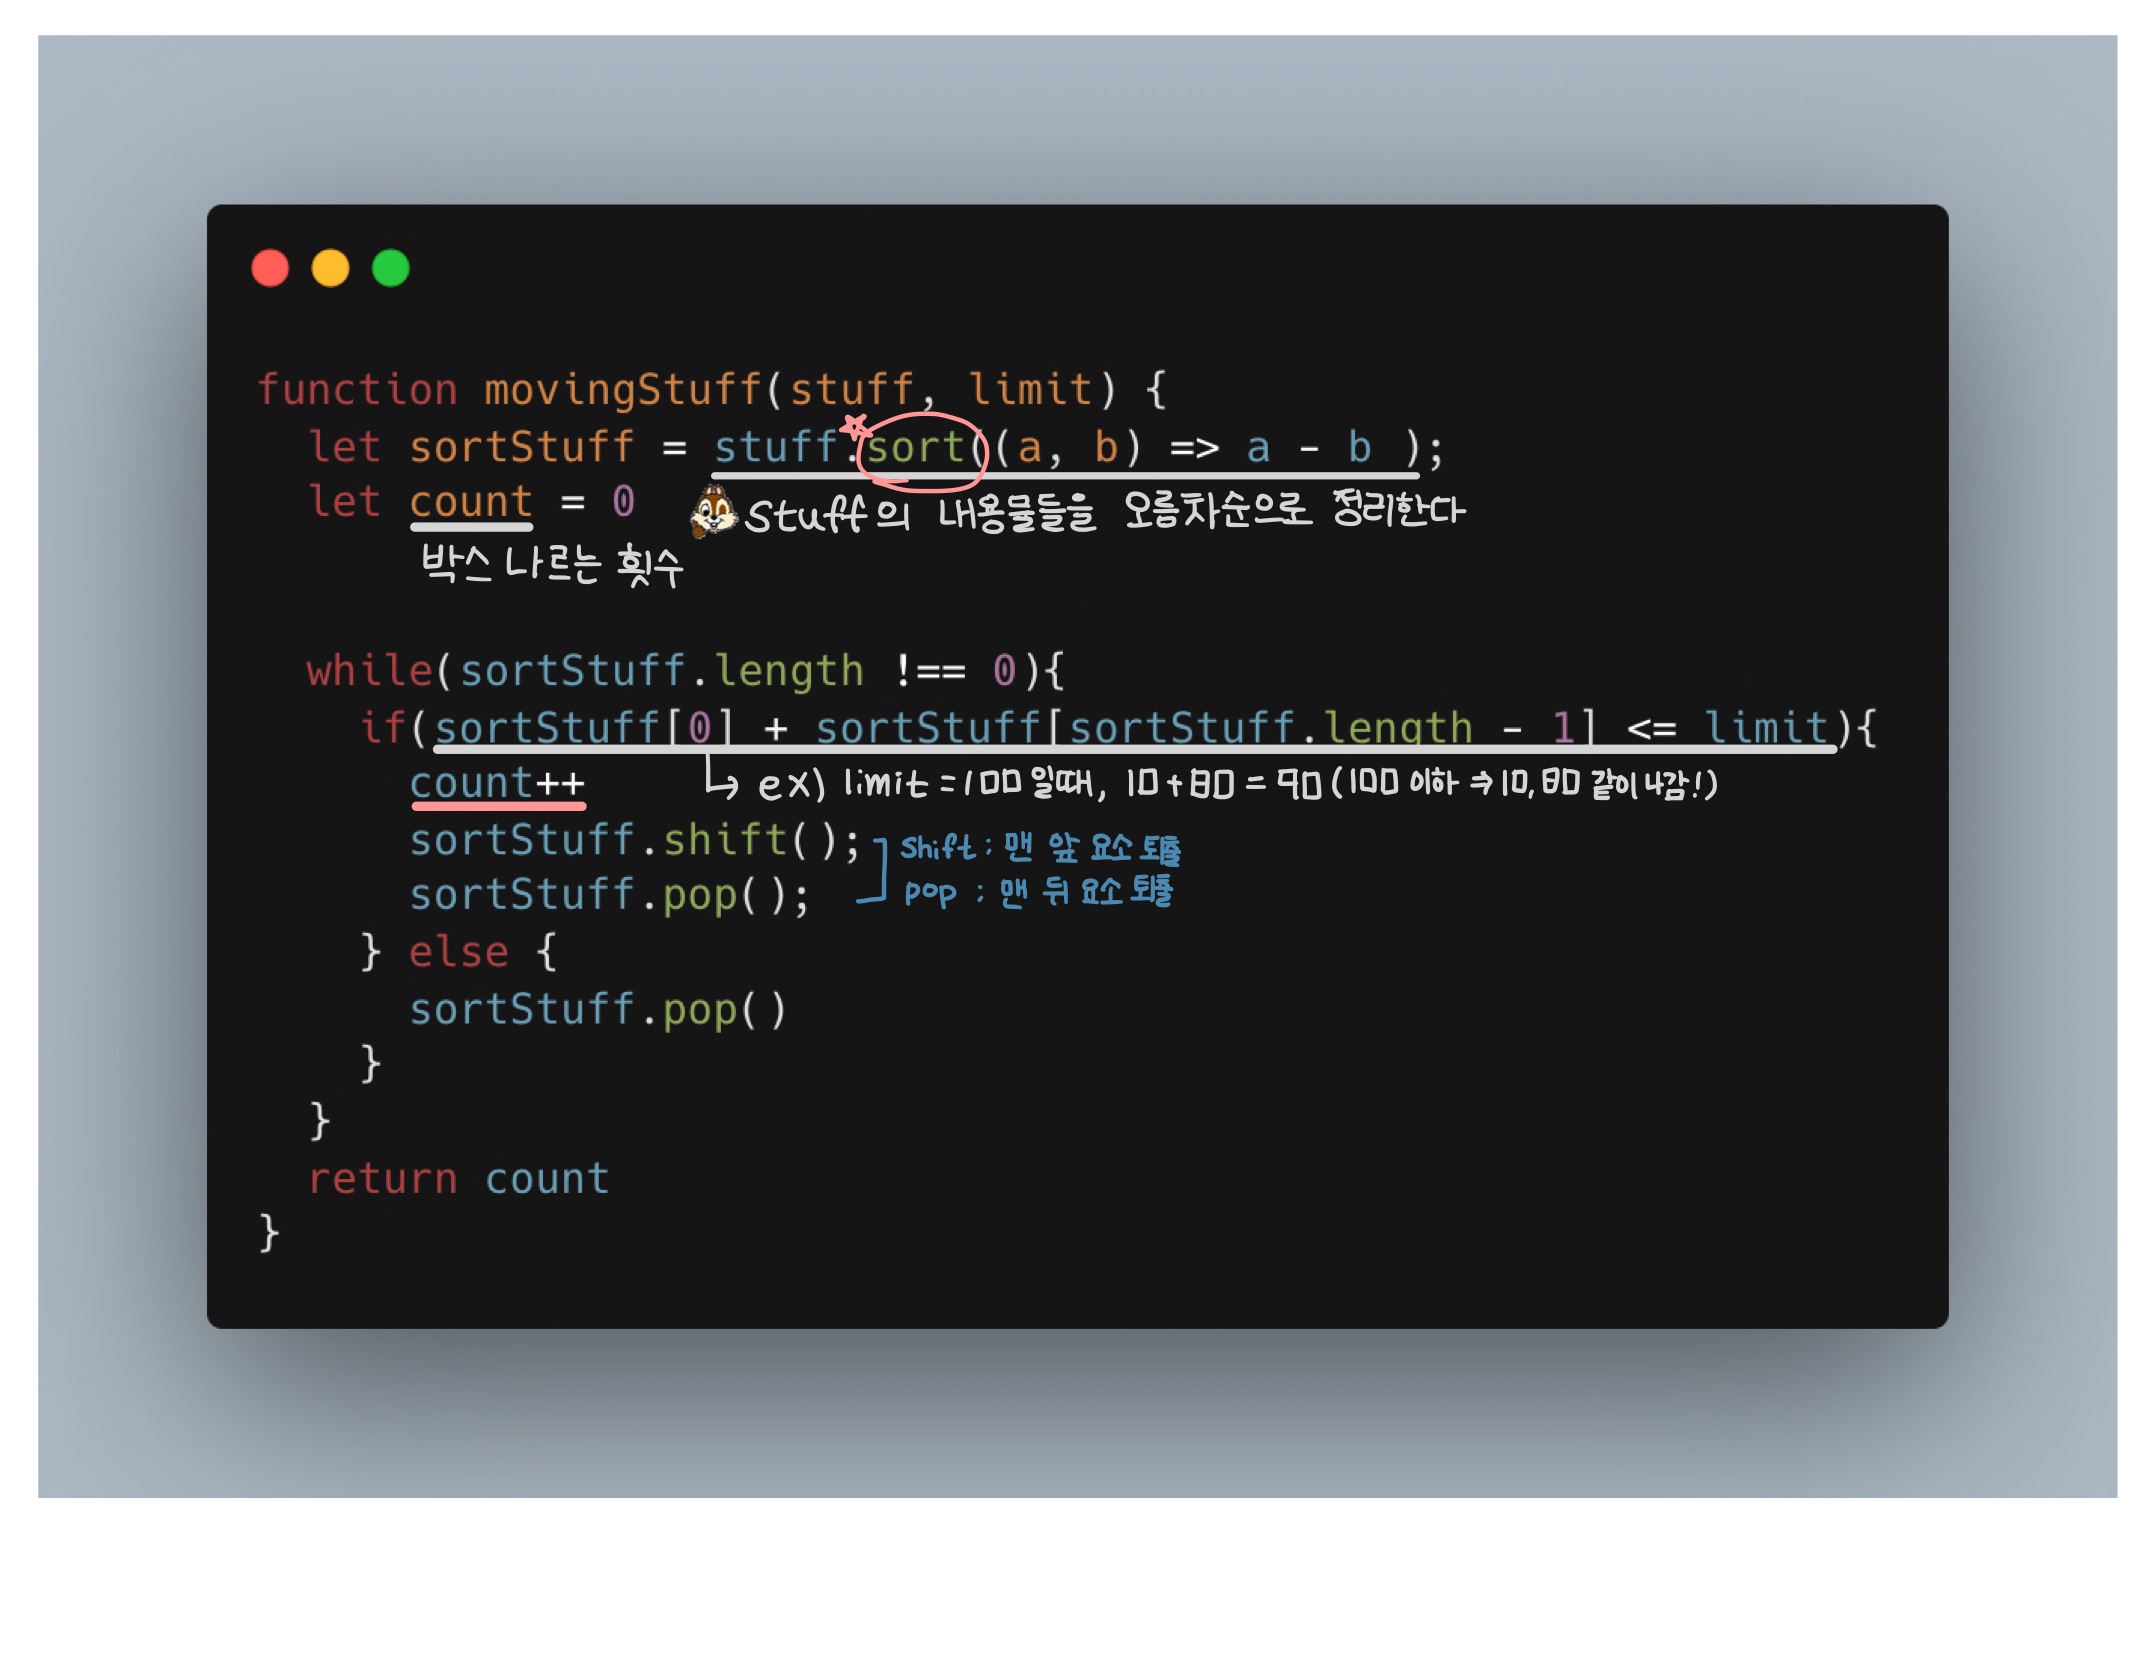 function movingStuff(stuff, limit) {
let sortStuff = stuff.sort((a, b) => a - b );
let count = 0
Stuff의 내용물들을 오름차순으로 정리한다
박스 나르는 횟수
while(sortStuff.length !== 0){
if(sortStuff[0] + sortStuff[sortStuff.length - 1] <= limit){
count++
ex) limit = 100 일때, 10+80 = 90 (100 이하 ⇒ 10, 80 같이 나감!)
sortStuff.shift();
Shift : 맨 앞 요소 퇴출
sortStuff.pop();
pop : 맨 뒤 요소 퇴출
} else {
sortStuff.pop()
}
}
return count
}